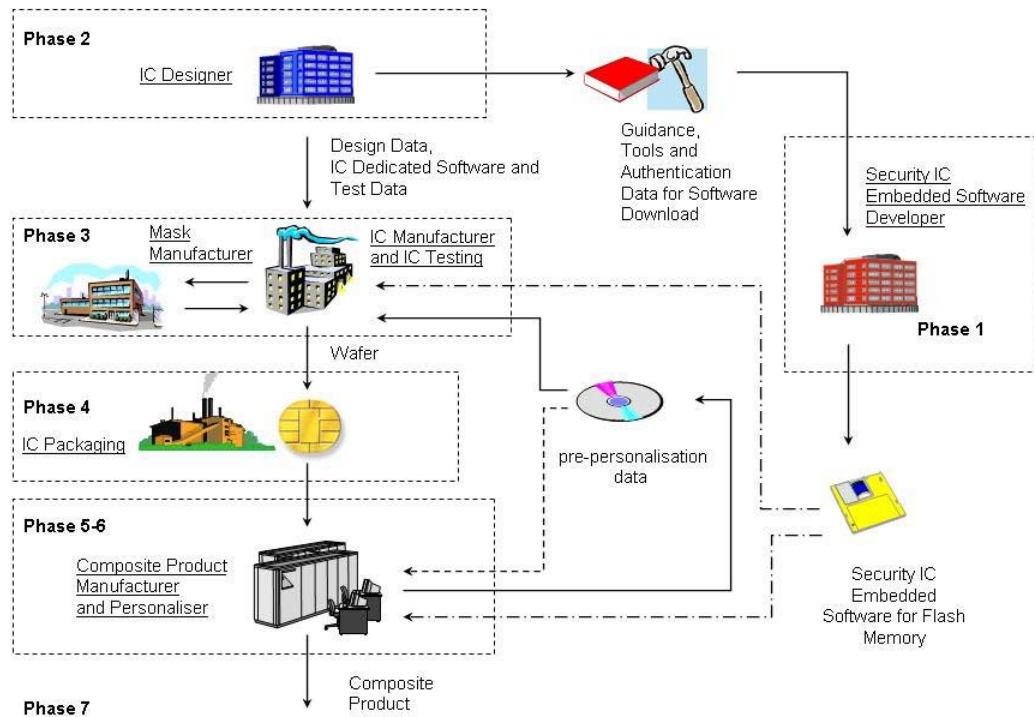 Phase 2
IC Designer
Guidance,
Tools and
Authentication
Data for Software
Download
Design Data,
IC Dedicated Software and
Test Data
Security IC
Embedded Software
Developer
Phase 1
Phase 3
Mask
Manufacturer
IC Manufacturer
and IC Testing
Wafer
Phase 4
IC Packaging
pre-personalisation
data
Phase 5-6
Composite Product
Manufacturer
and Personaliser
Security IC
Embedded
Software for Flash
Memory
Composite
Product
Phase 7